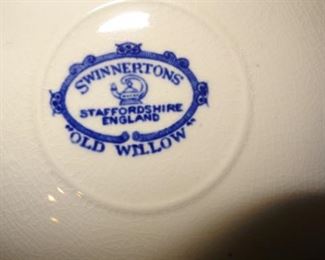 SWINNERTONS
STAFFORDSHIRE
ENGLAND
"OLD WILLOW"